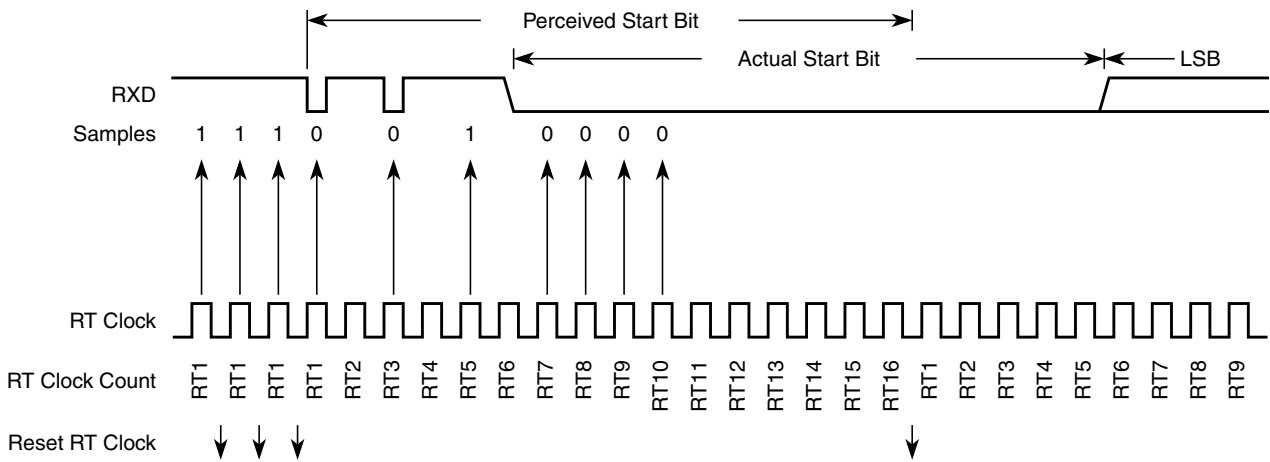 Perceived Start Bit
Actual Start Bit LSB
RXD
Samples 1 1 1 0 0 1 0 0 0 0
RT Clock
RT Clock Count RT1 RT1 RT1 RT1 RT2 RT3 RT4 RT5 RT6 RT7 RT8 RT9 RT10 RT11 RT12 RT13 RT14 RT15 RT16 RT1 RT2 RT3 RT4 RT5 RT6 RT7 RT8 RT9
Reset RT Clock